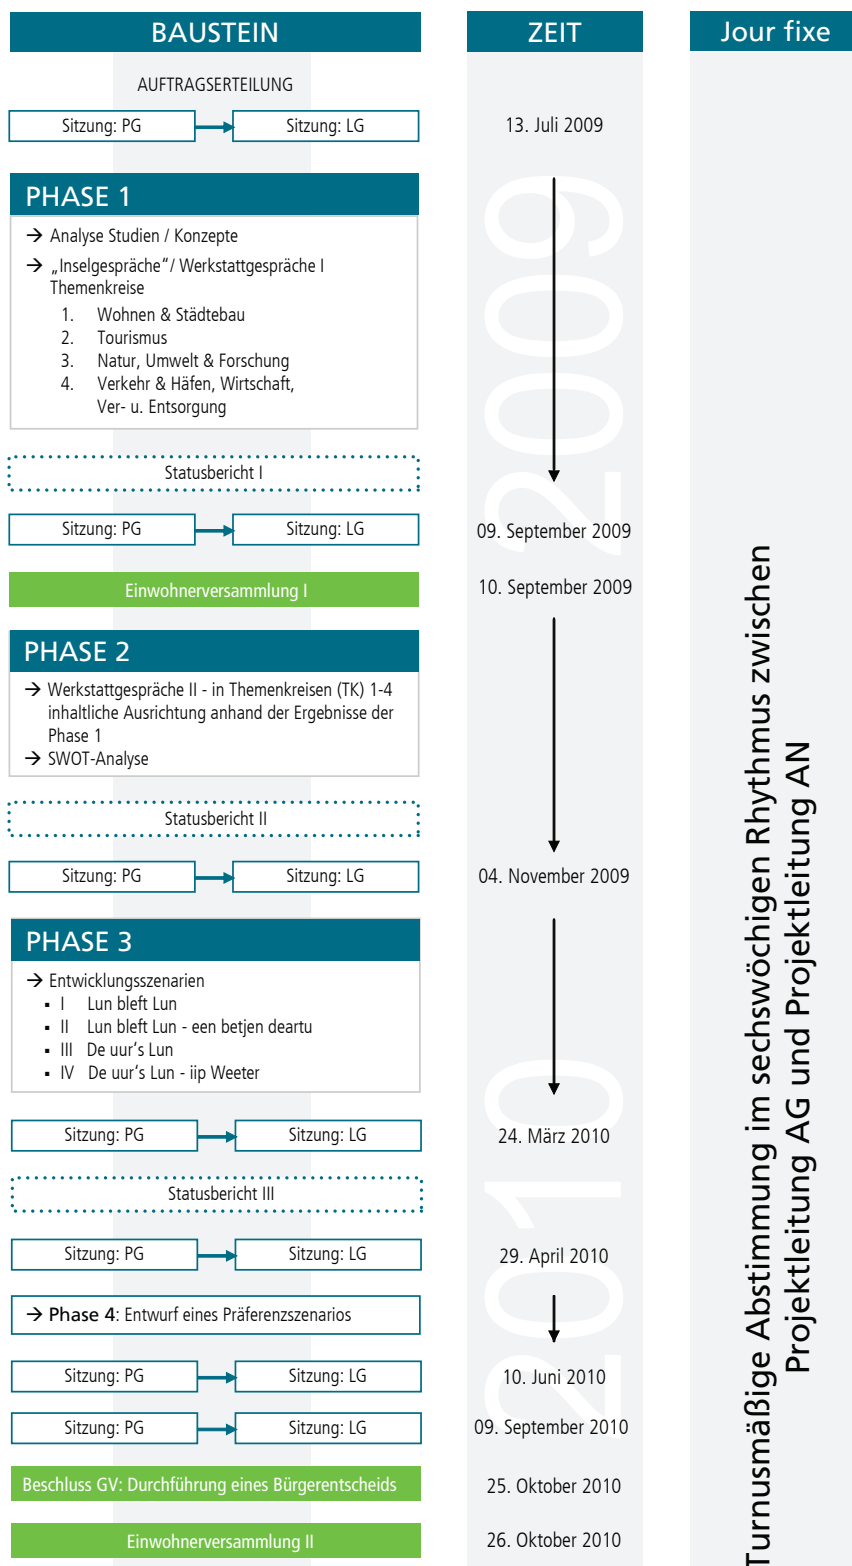 BAUSTEIN
ZEIT
Jour fixe
AUFTRAGSERTEILUNG
Sitzung: PG
Sitzung: LG
13. Juli 2009
PHASE 1
→ Analyse Studien / Konzepte
→ „Inselgespräche“/ Werkstattgespräche I
Themenkreise
1. Wohnen & Städtebau
2. Tourismus
3. Natur, Umwelt & Forschung
4. Verkehr & Häfen, Wirtschaft,
Ver- u. Entsorgung
2009
Statusbericht I
Sitzung: PG
Sitzung: LG
09. September 2009
Einwohnerversammlung I
10. September 2009
PHASE 2
→ Werkstattgespräche II - in Themenkreisen (TK) 1-4
inhaltliche Ausrichtung anhand der Ergebnisse der
Phase 1
→ SWOT-Analyse
Statusbericht II
Sitzung: PG
Sitzung: LG
04. November 2009
PHASE 3
→ Entwicklungsszenarien
▪ I Lun bleft Lun
▪ II Lun bleft Lun - een betjen deartu
▪ III De uur‘s Lun
▪ IV De uur‘s Lun - iip Weeter
Sitzung: PG
Sitzung: LG
24. März 2010
2010
Statusbericht III
Sitzung: PG
Sitzung: LG
29. April 2010
→ Phase 4: Entwurf eines Präferenzszenarios
Sitzung: PG
Sitzung: LG
10. Juni 2010
Sitzung: PG
Sitzung: LG
09. September 2010
Beschluss GV: Durchführung eines Bürgerentscheids
25. Oktober 2010
Einwohnerversammlung II
26. Oktober 2010
Turnusmäßige Abstimmung im sechswöchigen Rhythmus zwischen
Projektleitung AG und Projektleitung AN